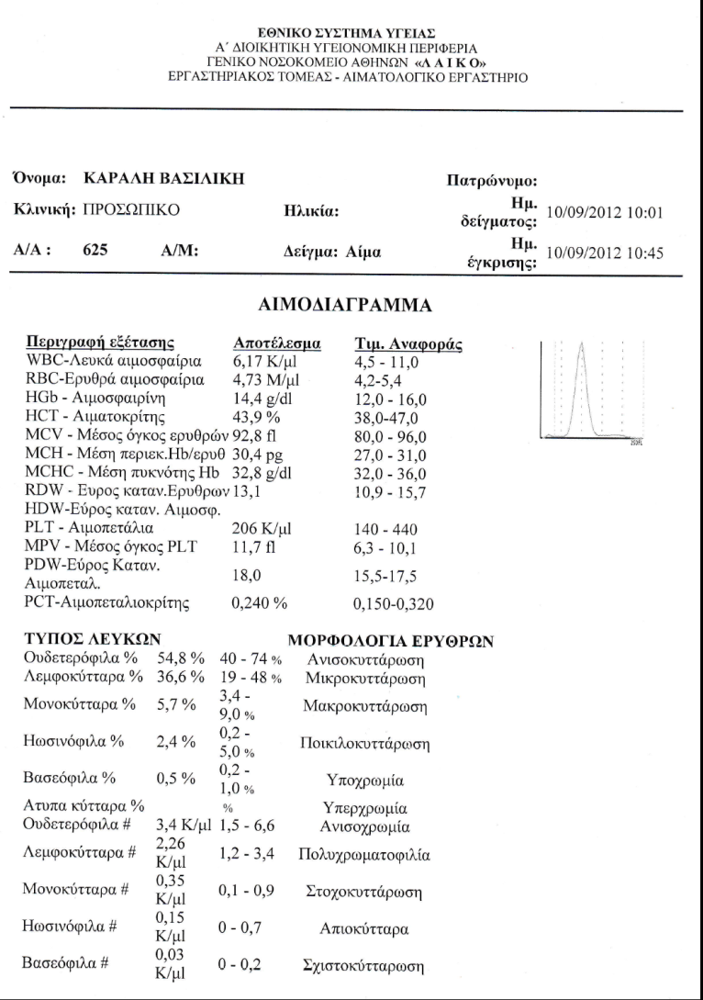 ΕΘΝΙΚΟ ΣΥΣΤΗΜΑ ΥΓΕΙΑΣ
Α΄ ΔΙΟΙΚΗΤΙΚΗ ΥΓΕΙΟΝΟΜΙΚΗ ΠΕΡΙΦΕΡΙΑ
ΓΕΝΙΚΟ ΝΟΣΟΚΟΜΕΙΟ ΑΘΗΝΩΝ «Λ Α Ι Κ Ο»
ΕΡΓΑΣΤΗΡΙΑΚΟΣ ΤΟΜΕΑΣ - ΑΙΜΑΤΟΛΟΓΙΚΟ ΕΡΓΑΣΤΗΡΙΟ
Όνομα: ΚΑΡΑΛΗ ΒΑΣΙΛΙΚΗ Πατρώνυμο:
Κλινική: ΠΡΟΣΩΠΙΚΟ Ηλικία: Ημ. δείγματος: 10/09/2012 10:01
Α/Α : 625 Α/Μ: Δείγμα: Αίμα Ημ. έγκρισης: 10/09/2012 10:45
ΑΙΜΟΔΙΑΓΡΑΜΜΑ
Περιγραφή εξέτασης Αποτέλεσμα Τιμ. Αναφοράς
WBC-Λευκά αιμοσφαίρια 6,17 K/μl 4,5 - 11,0
RBC-Ερυθρά αιμοσφαίρια 4,73 M/μl 4,2-5,4
HGb - Αιμοσφαιρίνη 14,4 g/dl 12,0 - 16,0
HCT - Αιματοκρίτης 43,9 % 38,0-47,0
MCV - Μέσος όγκος ερυθρών 92,8 fl 80,0 - 96,0
MCH - Μέση περιεκ.Hb/ερυθ 30,4 pg 27,0 - 31,0
MCHC - Μέση πυκνότης Hb 32,8 g/dl 32,0 - 36,0
RDW - Ευρος καταν.Ερυθρων 13,1 10,9 - 15,7
HDW-Εύρος καταν. Αιμοσφ.
PLT - Αιμοπετάλια 206 K/μl 140 - 440
MPV - Μέσος όγκος PLT 11,7 fl 6,3 - 10,1
PDW-Εύρος Καταν. Αιμοπεταλ. 18,0 15,5-17,5
PCT-Αιμοπεταλιοκρίτης 0,240 % 0,150-0,320
ΤΥΠΟΣ ΛΕΥΚΩΝ ΜΟΡΦΟΛΟΓΙΑ ΕΡΥΘΡΩΝ
Ουδετερόφιλα % 54,8 % 40 - 74 % Ανισοκυττάρωση
Λεμφοκύτταρα % 36,6 % 19 - 48 % Μικροκυττάρωση
Μονοκύτταρα % 5,7 % 3,4 - 9,0 % Μακροκυττάρωση
Ηωσινόφιλα % 2,4 % 0,2 - 5,0 % Ποικιλοκυττάρωση
Βασεόφιλα % 0,5 % 0,2 - 1,0 % Υποχρωμία
Ατυπα κύτταρα % % Υπερχρωμία
Ουδετερόφιλα # 3,4 K/μl 1,5 - 6,6 Ανισοχρωμία
Λεμφοκύτταρα # 2,26 K/μl 1,2 - 3,4 Πολυχρωματοφιλία
Μονοκύτταρα # 0,35 K/μl 0,1 - 0,9 Στοχοκυττάρωση
Ηωσινόφιλα # 0,15 K/μl 0 - 0,7 Απιοκύτταρα
Βασεόφιλα # 0,03 K/μl 0 - 0,2 Σχιστοκύτταρωση